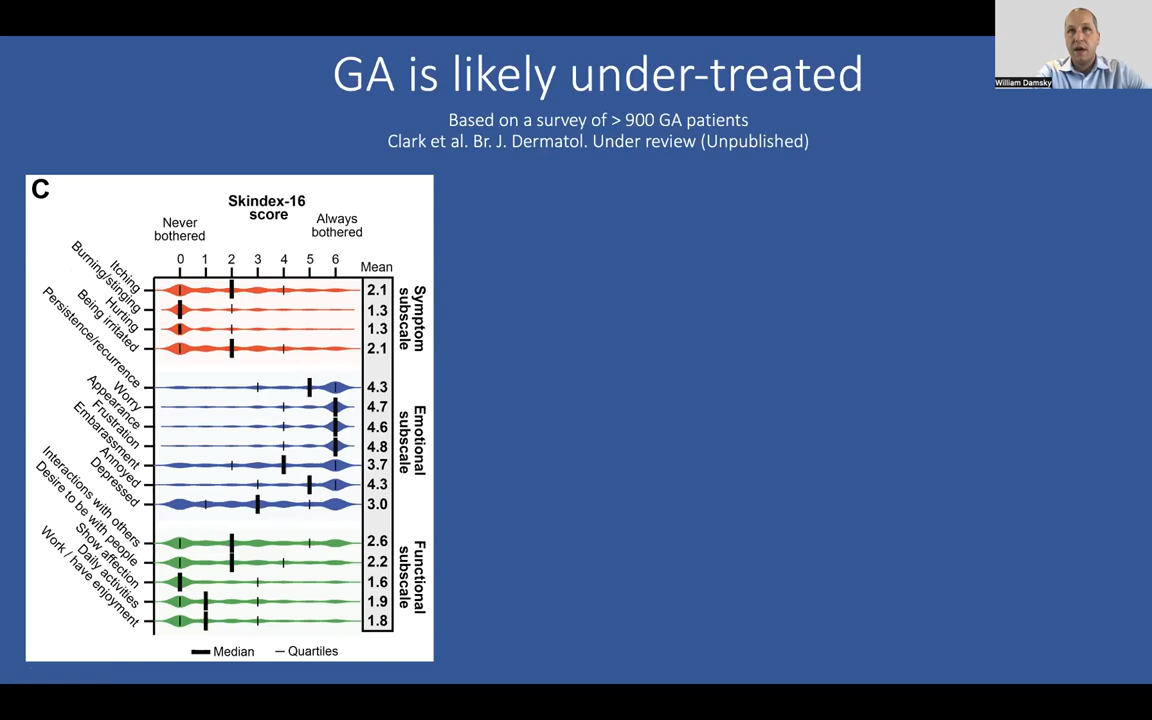 GA is likely under-treated
Based on a survey of > 900 GA patients
Clark et al. Br. J. Dermatol. Under review (Unpublished)
William Damsky
C
Skindex-16
score
Never
bothered
Always
bothered
0 1 2 3 4 5 6
Mean
Itching 2.1
Burning/stinging 1.3
Hurting 1.3
Being irritated 2.1
Symptom
subscale
Persistence/recurrence 4.3
Worry 4.7
Appearance 4.6
Frustration 4.8
Embarassment 3.7
Annoyed 4.3
Depressed 3.0
Emotional
subscale
Interactions with others 2.6
Desire to be with people 2.2
Show affection 1.6
Daily activities 1.9
Work / have enjoyment 1.8
Functional
subscale
Median
Quartiles